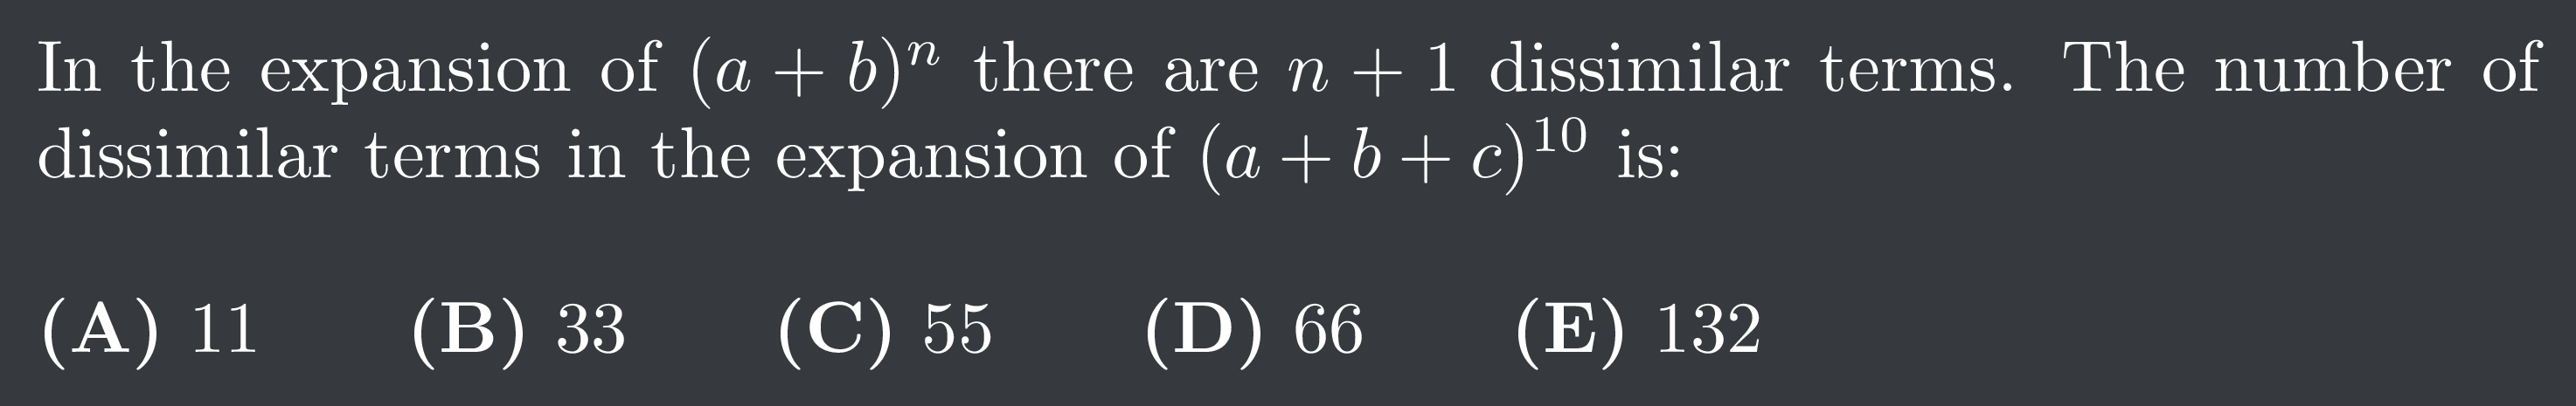 In the expansion of $(a + b)^n$ there are $n + 1$ dissimilar terms. The number of
dissimilar terms in the expansion of $(a + b + c)^{10}$ is:
(A) 11 (B) 33 (C) 55 (D) 66 (E) 132